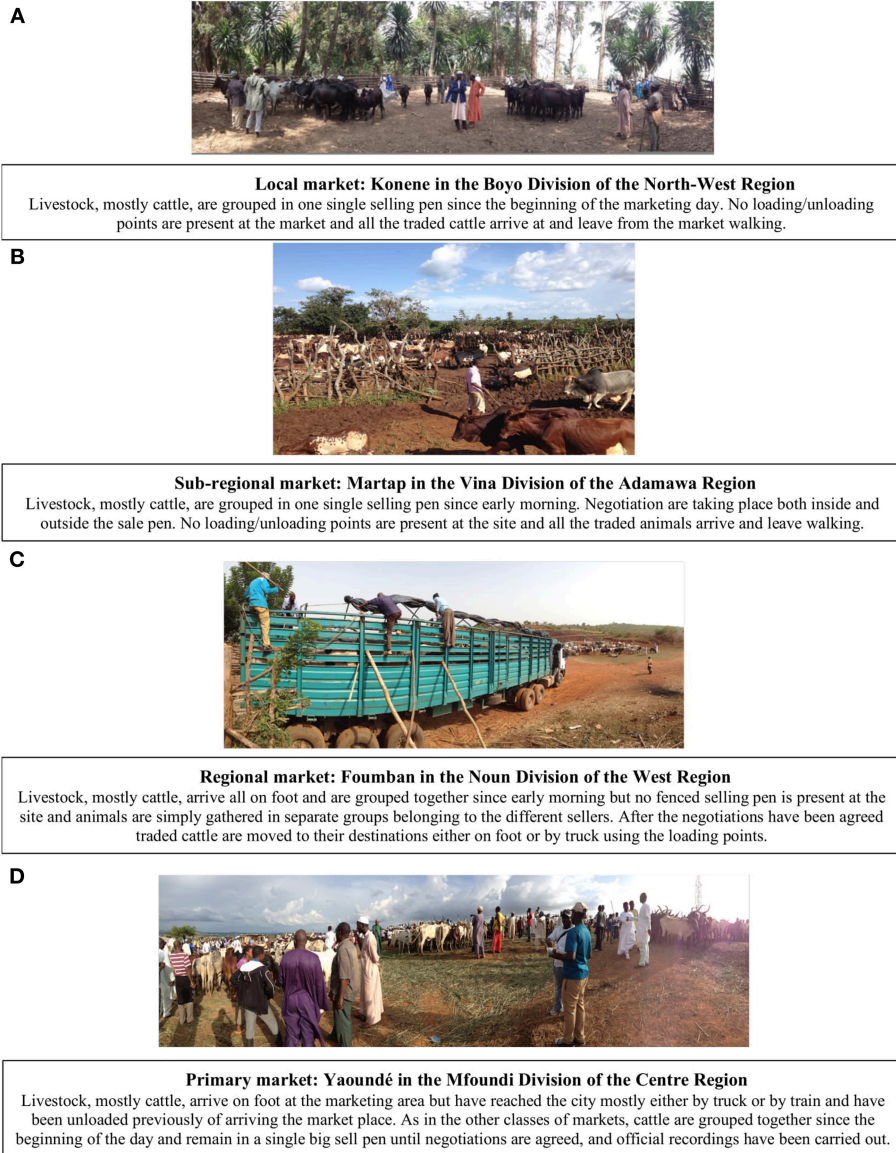 A
Local market: Konene in the Boyo Division of the North-West Region
Livestock, mostly cattle, are grouped in one single selling pen since the beginning of the marketing day. No loading/unloading
points are present at the market and all the traded cattle arrive at and leave from the market walking.
B
Sub-regional market: Martap in the Vina Division of the Adamawa Region
Livestock, mostly cattle, are grouped in one single selling pen since early morning. Negotiation are taking place both inside and
outside the sale pen. No loading/unloading points are present at the site and all the traded animals arrive and leave walking.
C
Regional market: Foumban in the Noun Division of the West Region
Livestock, mostly cattle, arrive all on foot and are grouped together since early morning but no fenced selling pen is present at the
site and animals are simply gathered in separate groups belonging to the different sellers. After the negotiations have been agreed
traded cattle are moved to their destinations either on foot or by truck using the loading points.
D
Primary market: Yaoundé in the Mfoundi Division of the Centre Region
Livestock, mostly cattle, arrive on foot at the marketing area but have reached the city mostly either by truck or by train and have
been unloaded previously of arriving the market place. As in the other classes of markets, cattle are grouped together since the
beginning of the day and remain in a single big sell pen until negotiations are agreed, and official recordings have been carried out.